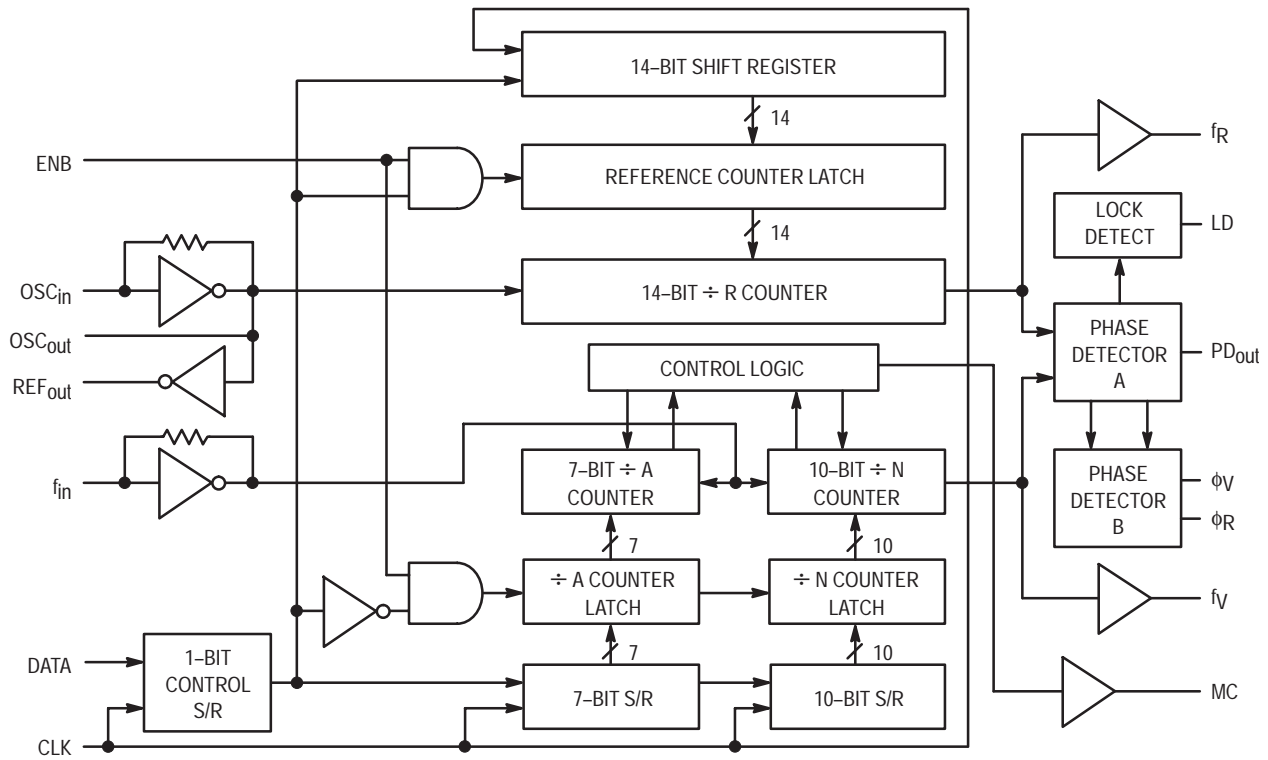 14–BIT SHIFT REGISTER
14
fR
ENB
REFERENCE COUNTER LATCH
LOCK
DETECT
LD
14
OSCin
14–BIT ÷ R COUNTER
OSCout
REFout
CONTROL LOGIC
PHASE
DETECTOR
A
PDout
fin
7–BIT ÷ A
COUNTER
10–BIT ÷ N
COUNTER
PHASE
DETECTOR
B
ϕV
ϕR
7
10
÷ A COUNTER
LATCH
÷ N COUNTER
LATCH
fV
7
10
DATA
1–BIT
CONTROL
S/R
7–BIT S/R
10–BIT S/R
MC
CLK